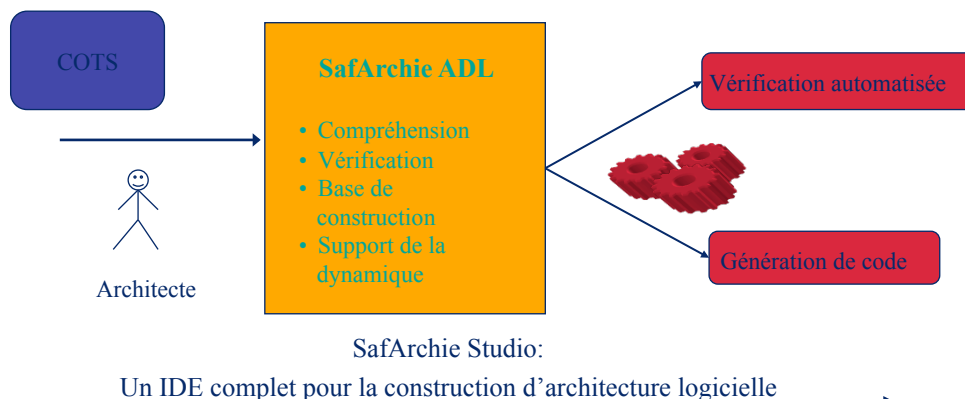 COTS
Architecte
SafArchie ADL
• Compréhension
• Vérification
• Base de
construction
• Support de la
dynamique
Vérification automatisée
Génération de code
SafArchie Studio:
Un IDE complet pour la construction d’architecture logicielle